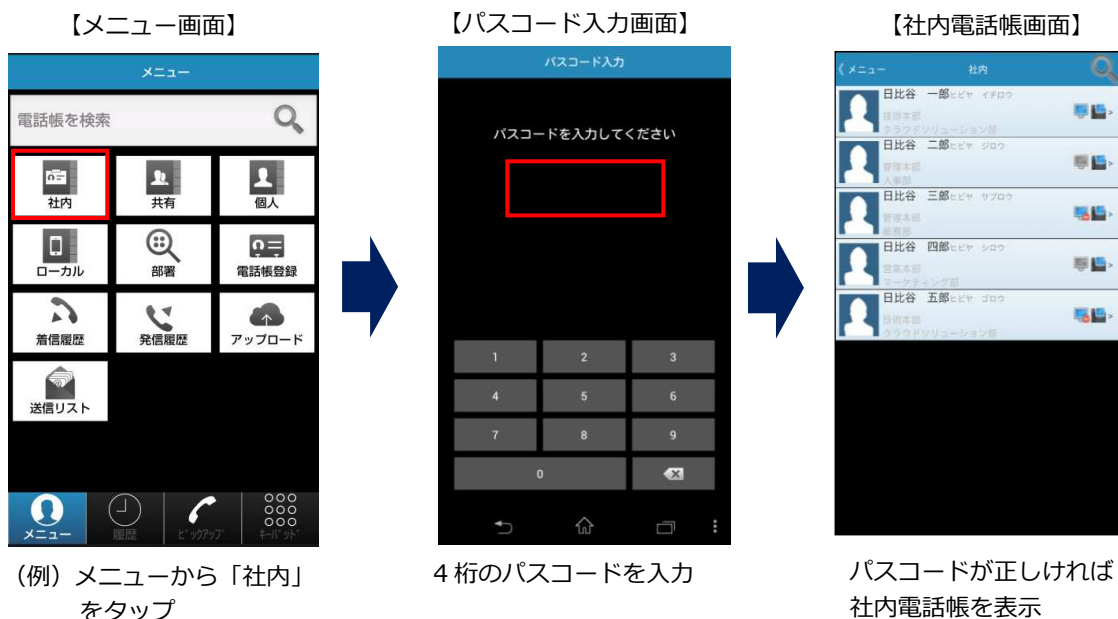 【メニュー画面】
メニュー
電話帳を検索
社内
共有
個人
ローカル
部署
電話帳登録
着信履歴
発信履歴
アップロード
送信リスト
メニュー
履歴
ﾋﾟｯｸｱｯﾌﾟ
ｷｰﾊﾟｯﾄﾞ
（例）メニューから「社内」
をタップ
【パスコード入力画面】
パスコード入力
パスコードを入力してください
1 2 3
4 5 6
7 8 9
0
4 桁のパスコードを入力
【社内電話帳画面】
メニュー 社内
日比谷　一郎 ヒビヤ イチロウ
技術本部
クラウドソリューション部
日比谷　二郎 ヒビヤ ジロウ
管理本部
人事部
日比谷　三郎 ヒビヤ サブロウ
管理本部
総務部
日比谷　四郎 ヒビヤ シロウ
営業本部
マーケティング部
日比谷　五郎 ヒビヤ ゴロウ
技術本部
クラウドソリューション部
パスコードが正しければ
社内電話帳を表示